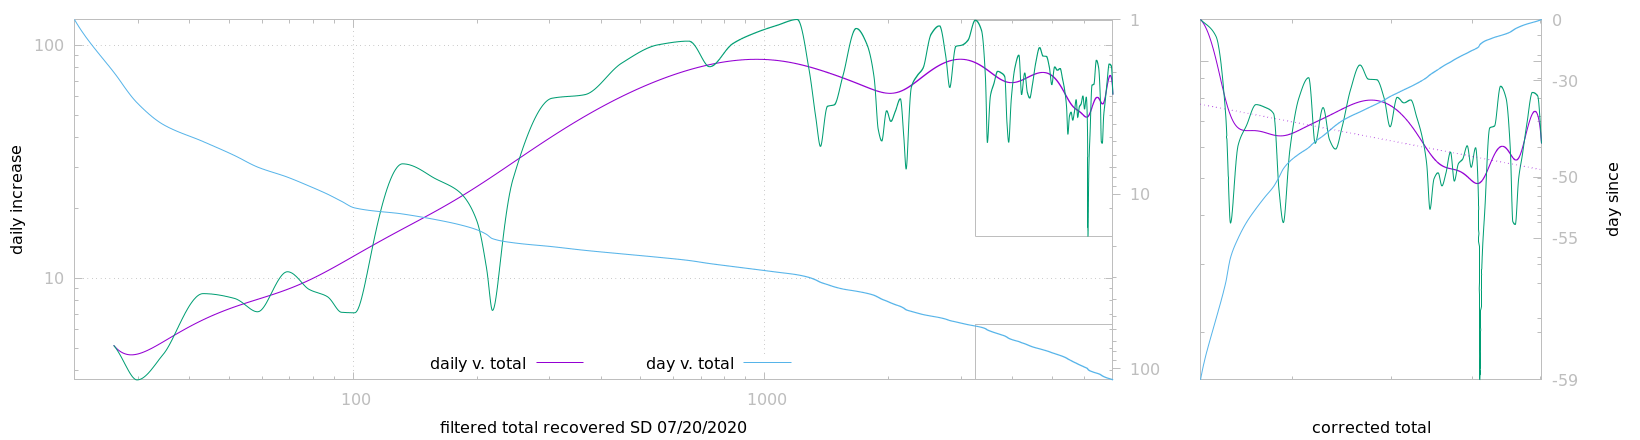 100
10
daily increase
daily v. total
day v. total
100
1000
filtered total recovered SD 07/20/2020
1
10
100
0
-30
-50
-55
-59
day since
corrected total